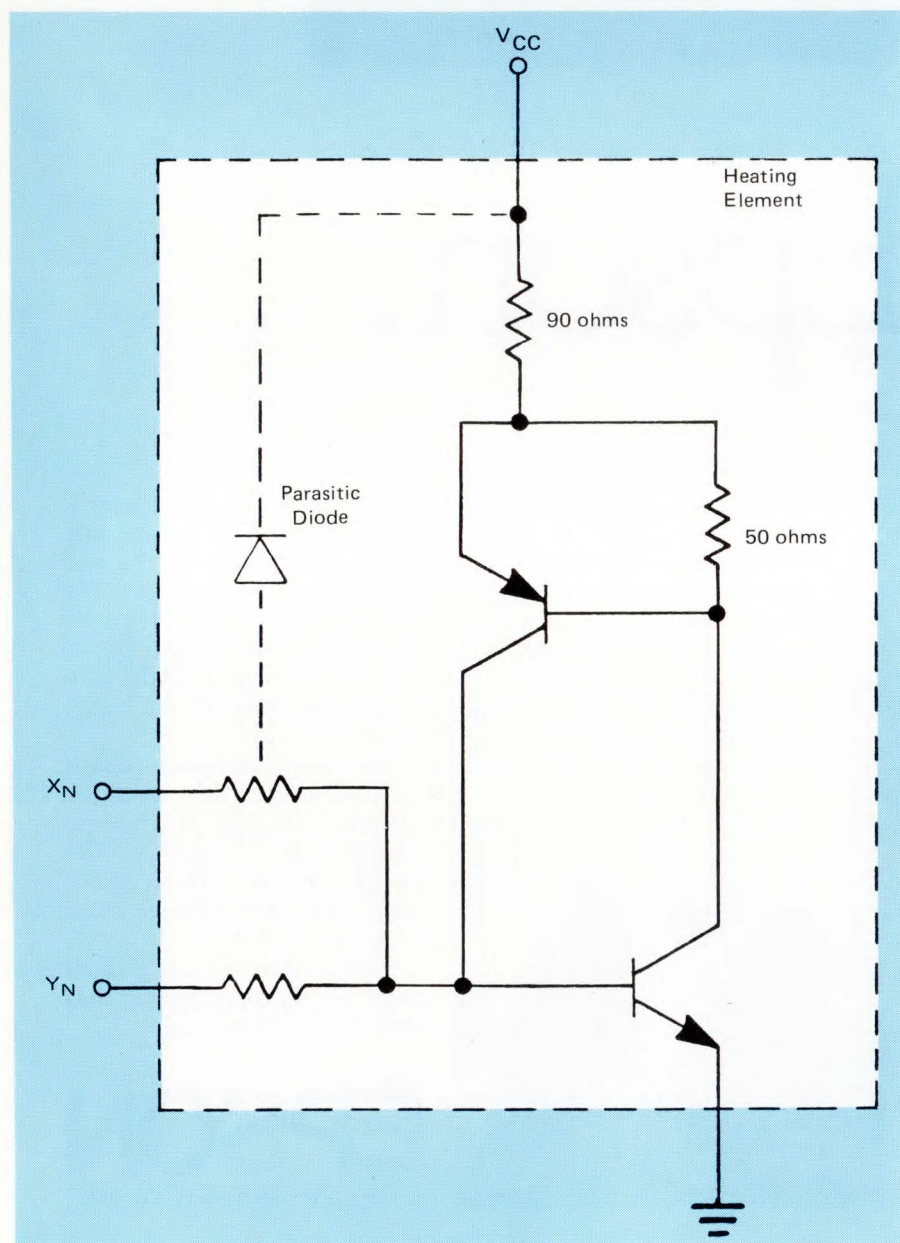 VCC
Heating
Element
90 ohms
Parasitic
Diode
50 ohms
XN
YN